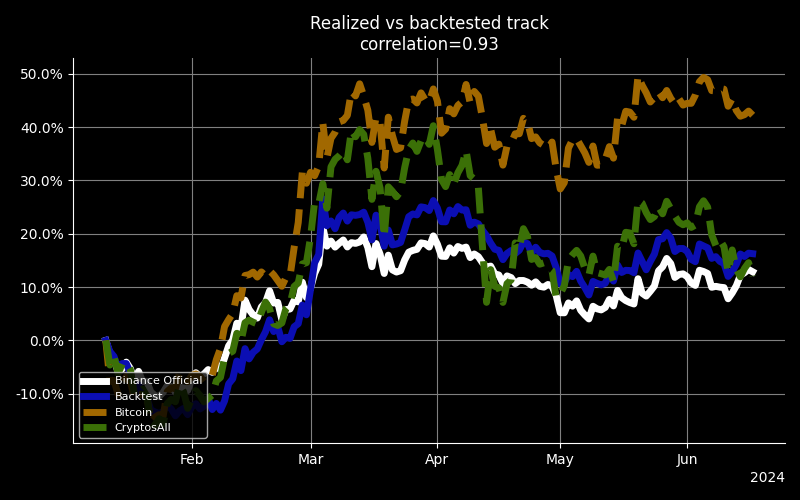 Realized vs backtested track
correlation=0.93
50.0%
40.0%
30.0%
20.0%
10.0%
0.0%
-10.0%
Binance Official
Backtest
Bitcoin
CryptosAll
Feb
Mar
Apr
May
Jun
2024